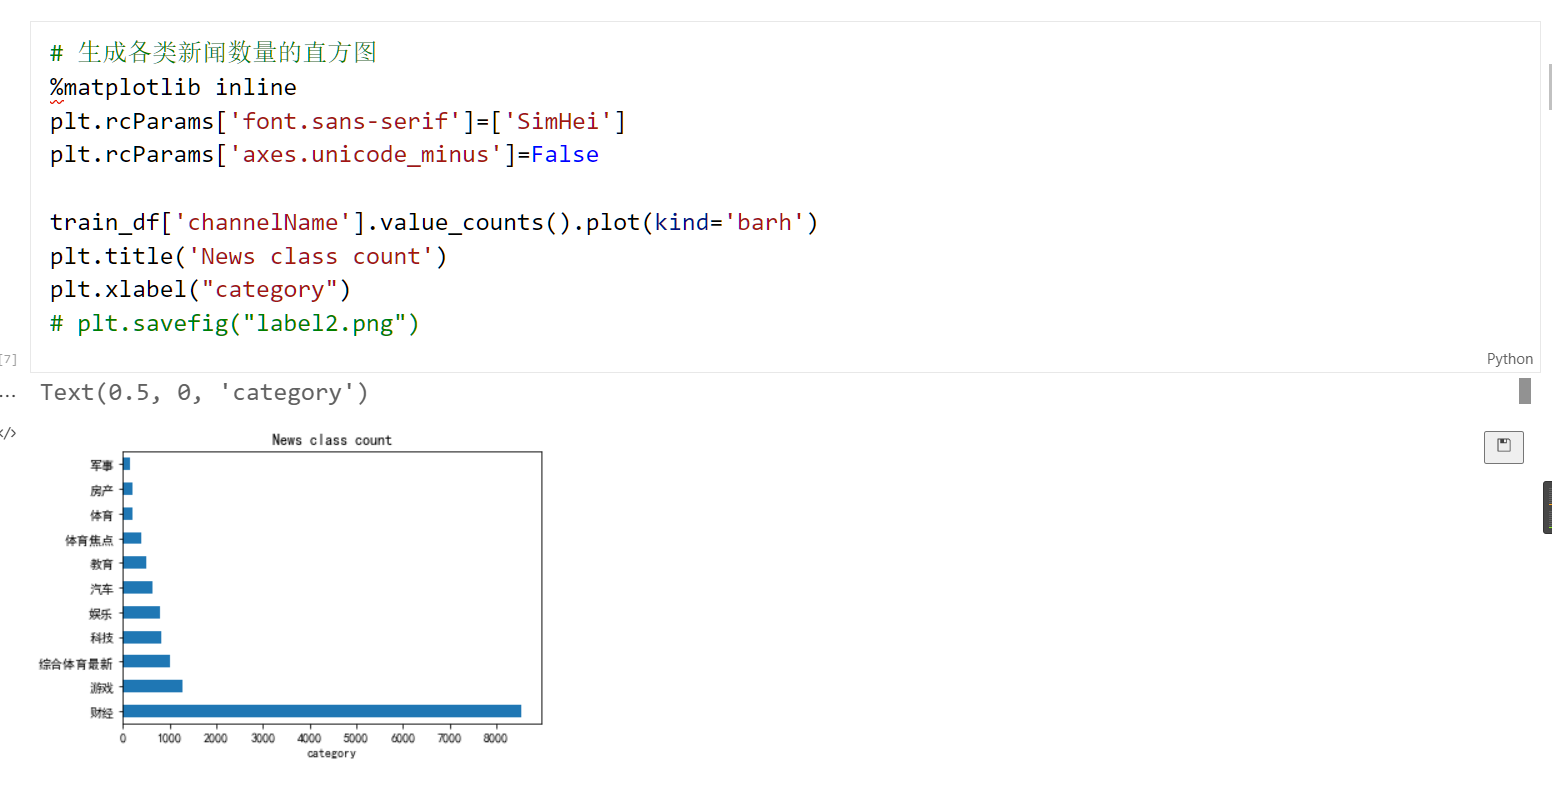 # 生成各类新闻数量的直方图
%matplotlib inline
plt.rcParams['font.sans-serif']=['SimHei']
plt.rcParams['axes.unicode_minus']=False
train_df['channelName'].value_counts().plot(kind='barh')
plt.title('News class count')
plt.xlabel("category")
# plt.savefig("label2.png")
[7]
Python
... Text(0.5, 0, 'category')
</>
News class count
军事
房产
体育
体育焦点
教育
汽车
娱乐
科技
综合体育最新
游戏
财经
0 1000 2000 3000 4000 5000 6000 7000 8000
category